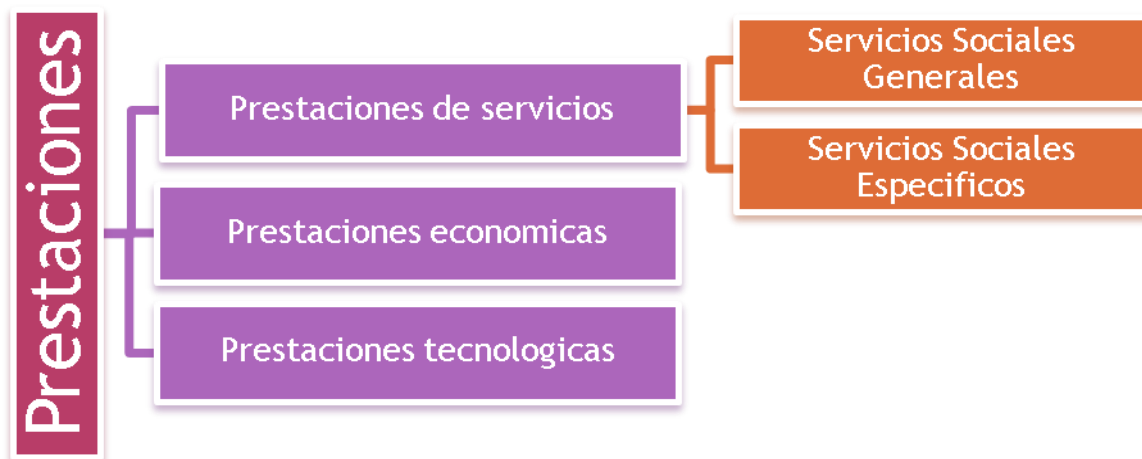 Prestaciones
Prestaciones de servicios
Servicios Sociales
Generales
Servicios Sociales
Especificos
Prestaciones economicas
Prestaciones tecnologicas